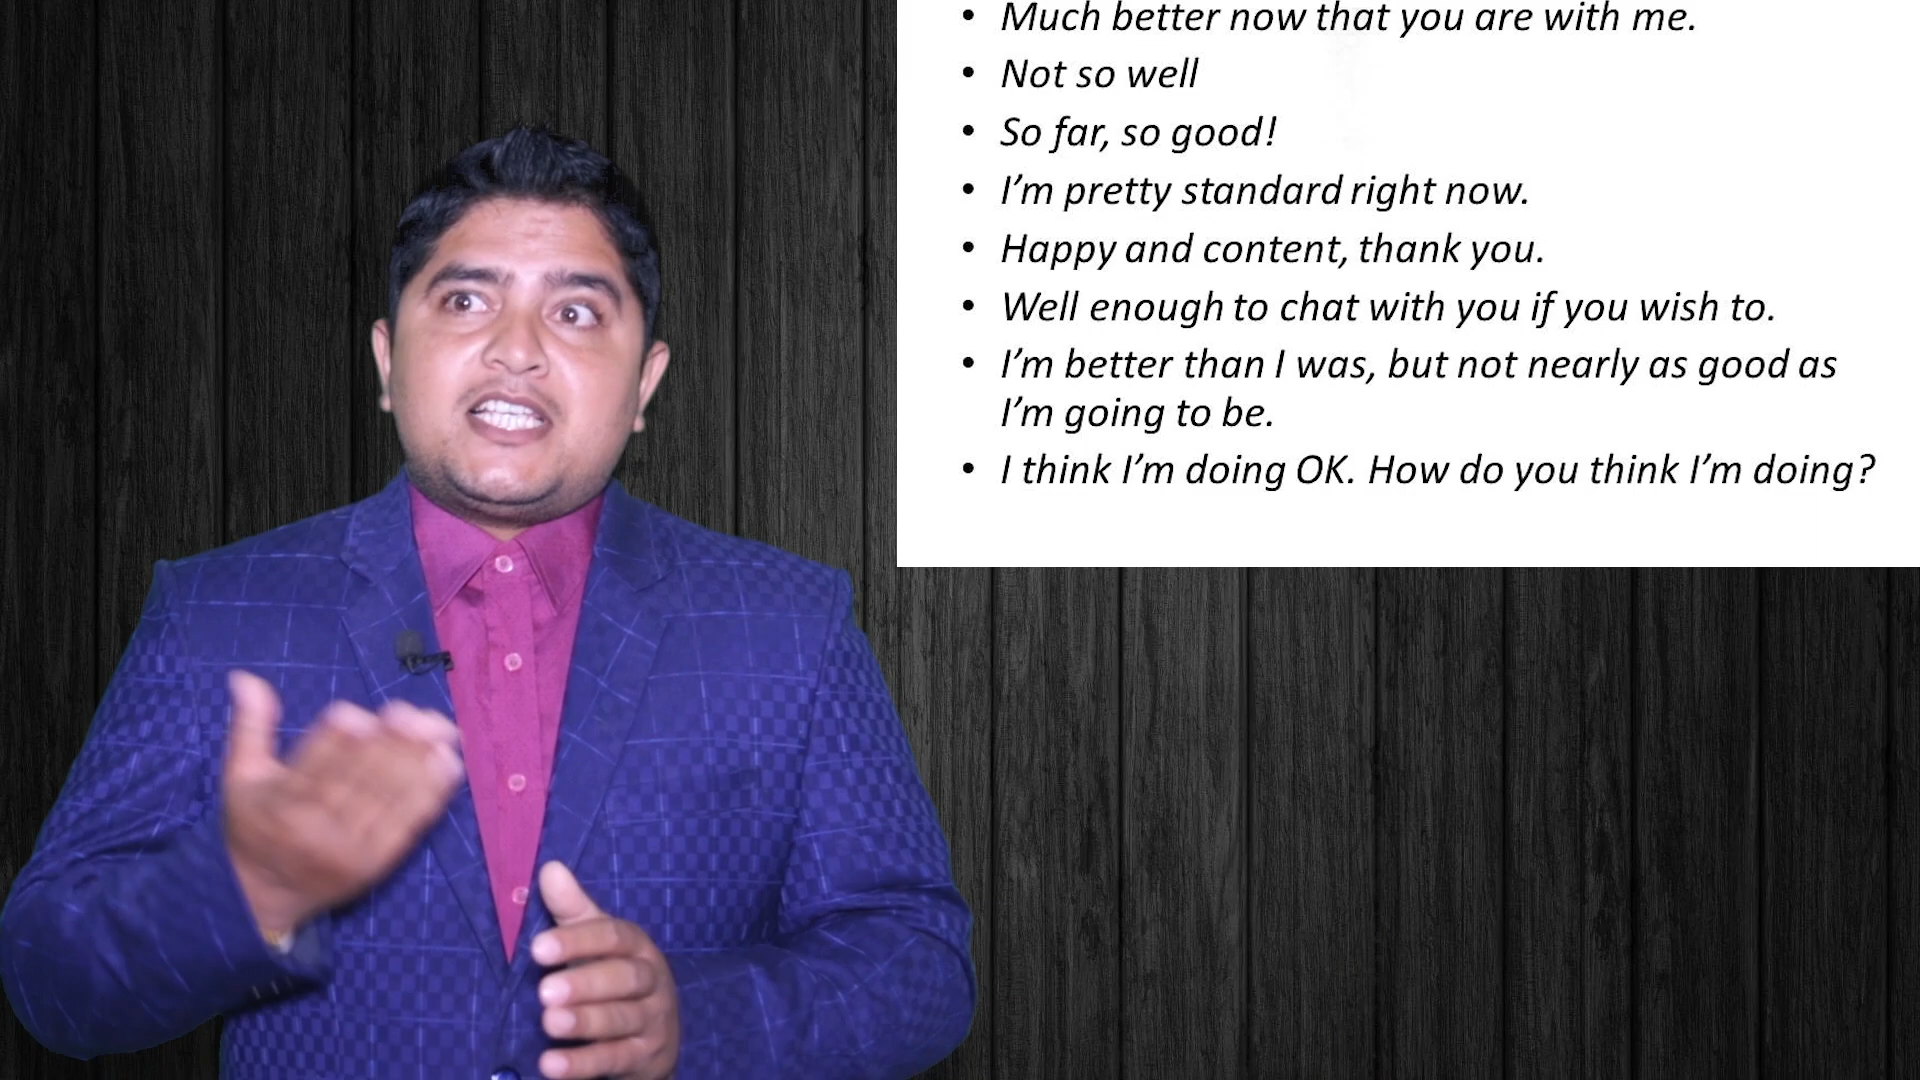 • Much better now that you are with me.
• Not so well
• So far, so good!
• I'm pretty standard right now.
• Happy and content, thank you.
• Well enough to chat with you if you wish to.
• I'm better than I was, but not nearly as good as
I'm going to be.
• I think I'm doing OK. How do you think I'm doing?